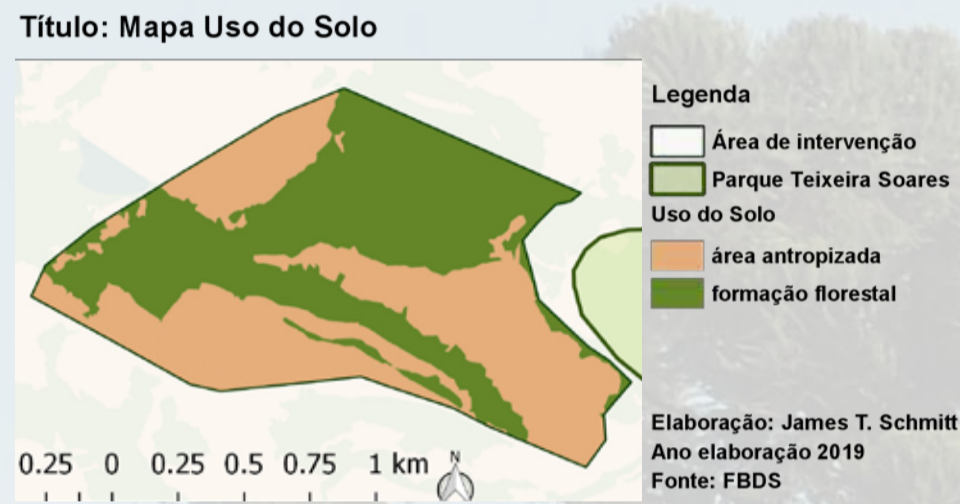 Título: Mapa Uso do Solo
Legenda
Área de intervenção
Parque Teixeira Soares
Uso do Solo
área antropizada
formação florestal
0.25 0 0.25 0.5 0.75 1 km
N
Elaboração: James T. Schmitt
Ano elaboração 2019
Fonte: FBDS